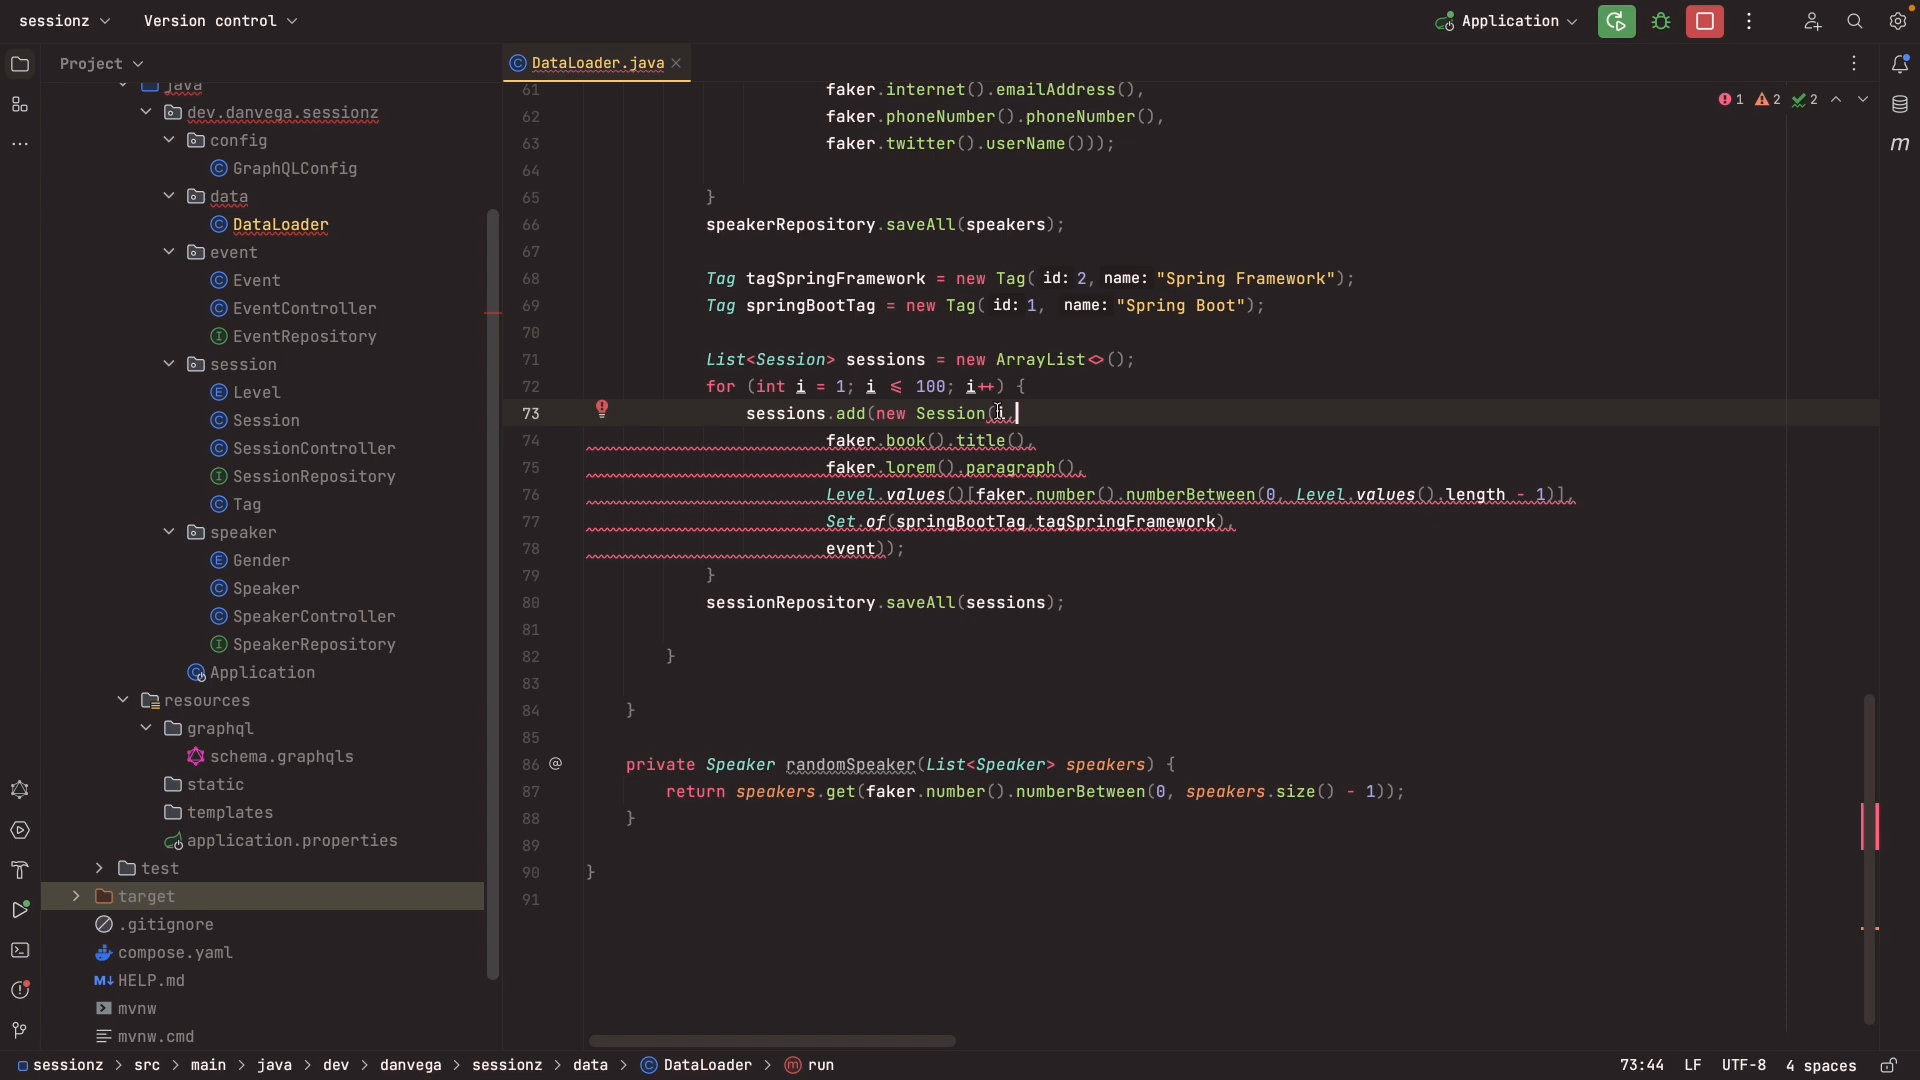 sessionz
Version control
Application
Project
DataLoader.java
java
dev.danvega.sessionz
config
GraphQLConfig
data
DataLoader
event
Event
EventController
EventRepository
session
Level
Session
SessionController
SessionRepository
Tag
speaker
Gender
Speaker
SpeakerController
SpeakerRepository
Application
resources
graphql
schema.graphqls
static
templates
application.properties
test
target
.gitignore
compose.yaml
M↓ HELP.md
mvnw
mvnw.cmd
1 2 2
m
61 faker.internet().emailAddress(),
62 faker.phoneNumber().phoneNumber(),
63 faker.twitter().userName()));
64
65 }
66 speakerRepository.saveAll(speakers);
67
68 Tag tagSpringFramework = new Tag( id: 2, name: "Spring Framework");
69 Tag springBootTag = new Tag( id: 1, name: "Spring Boot");
70
71 List<Session> sessions = new ArrayList<>();
72 for (int i = 1; i <= 100; i++) {
73 sessions.add(new Session(i,
74 faker.book().title(),
75 faker.lorem().paragraph(),
76 Level.values()[faker.number().numberBetween(0, Level.values().length - 1)],
77 Set.of(springBootTag,tagSpringFramework),
78 event));
79 }
80 sessionRepository.saveAll(sessions);
81
82 }
83
84 }
85
86 @ private Speaker randomSpeaker(List<Speaker> speakers) {
87 return speakers.get(faker.number().numberBetween(0, speakers.size() - 1));
88 }
89
90 }
91
sessionz > src > main > java > dev > danvega > sessionz > data > DataLoader > m run
73:44 LF UTF-8 4 spaces